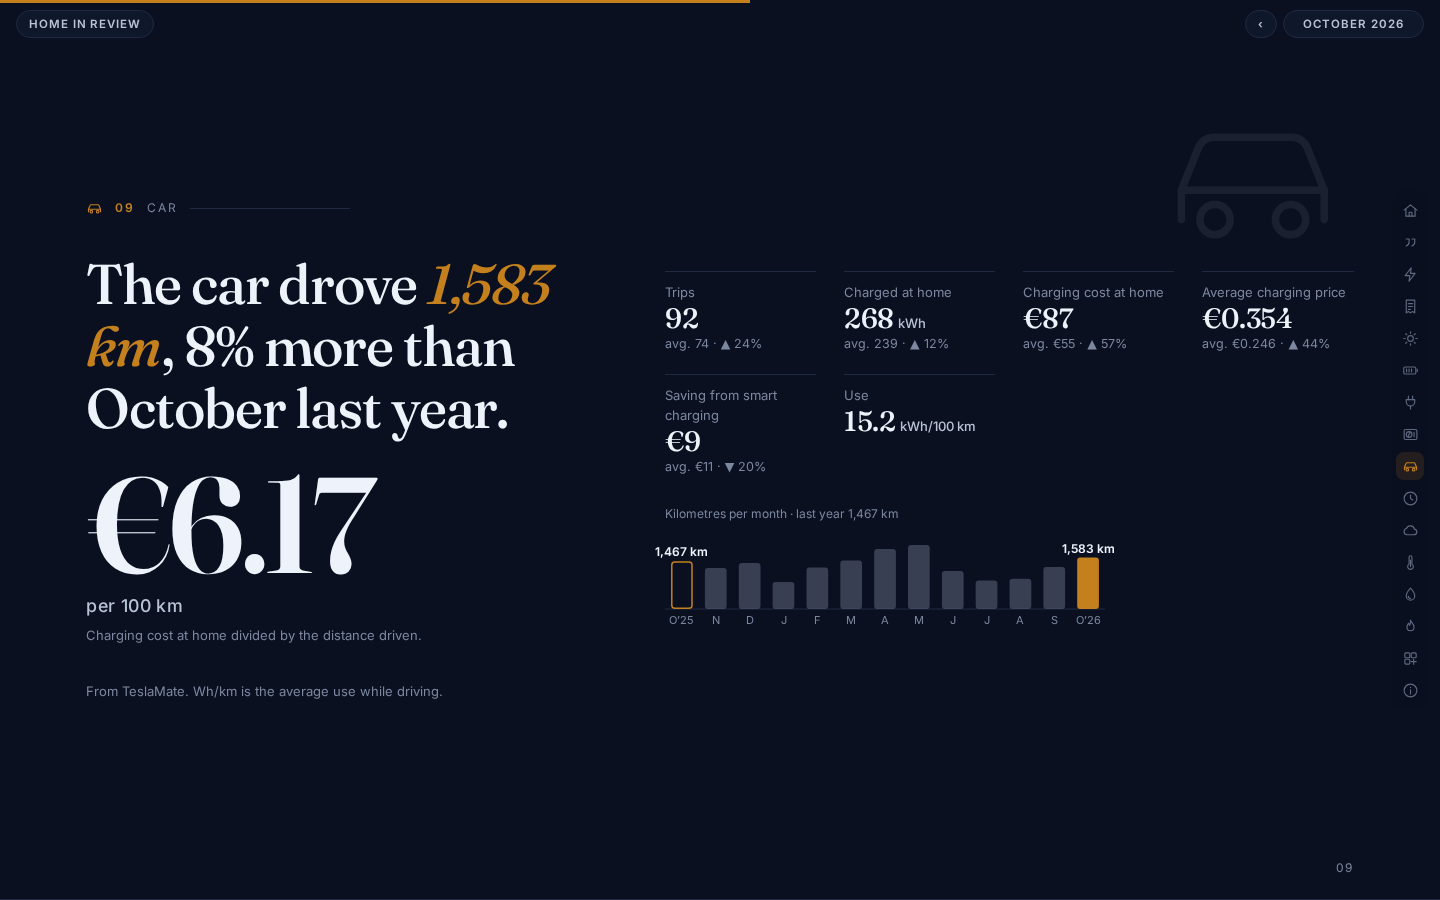 HOME IN REVIEW
‹
OCTOBER 2026
09 CAR
The car drove 1,583
km, 8% more than
October last year.
€6.17
per 100 km
Charging cost at home divided by the distance driven.
From TeslaMate. Wh/km is the average use while driving.
Trips
92
avg. 74 · ▲ 24%
Charged at home
268 kWh
avg. 239 · ▲ 12%
Charging cost at home
€87
avg. €55 · ▲ 57%
Average charging price
€0.354
avg. €0.246 · ▲ 44%
Saving from smart
charging
€9
avg. €11 · ▼ 20%
Use
15.2 kWh/100 km
Kilometres per month · last year 1,467 km
1,467 km
1,583 km
O'25 N D J F M A M J J A S O'26
09